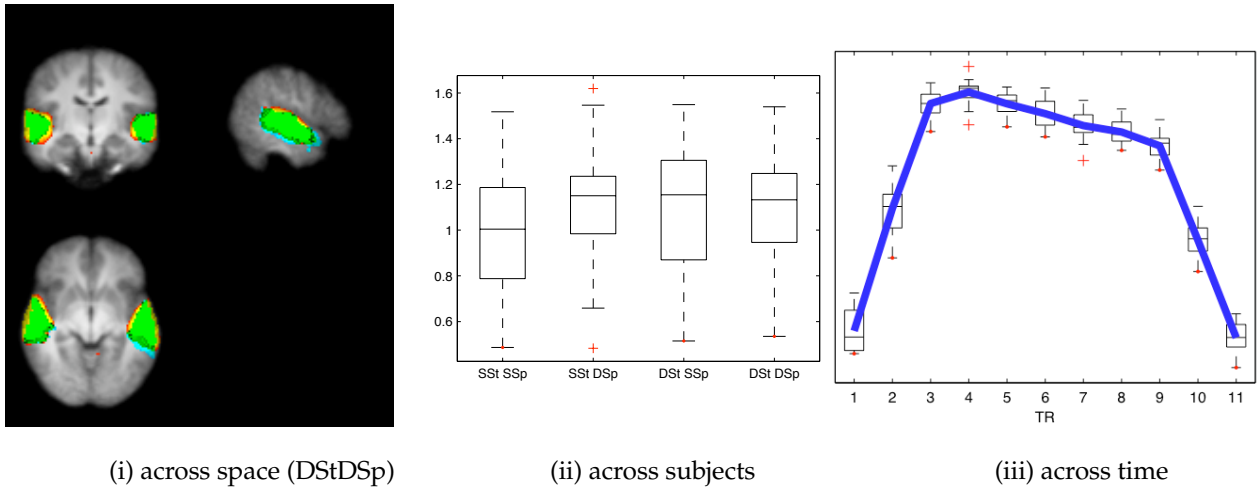 1.6
1.4
1.2
1
0.8
0.6
SSt SSp SSt DSp DSt SSp DSt DSp
1 2 3 4 5 6 7 8 9 10 11
TR
(i) across space (DStDSp) (ii) across subjects (iii) across time